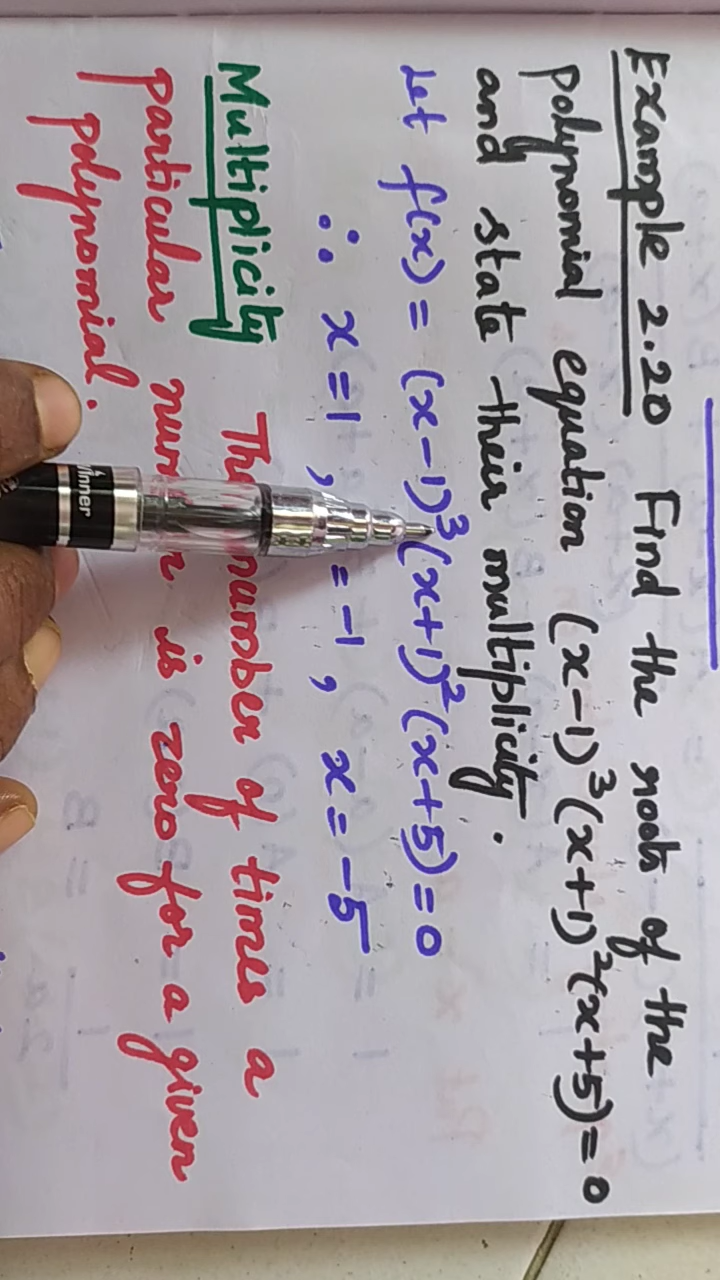 Example 2.20 Find the roots of the
polynomial equation (x-1)³(x+1)²(x+5)=0
and state their multiplicity.
Let f(x) = (x-1)³(x+1)²(x+5)=0
∴ x=1, = -1, x = -5
Multiplicity The number of times a
particular is zero for a given
polynomial.
Winner